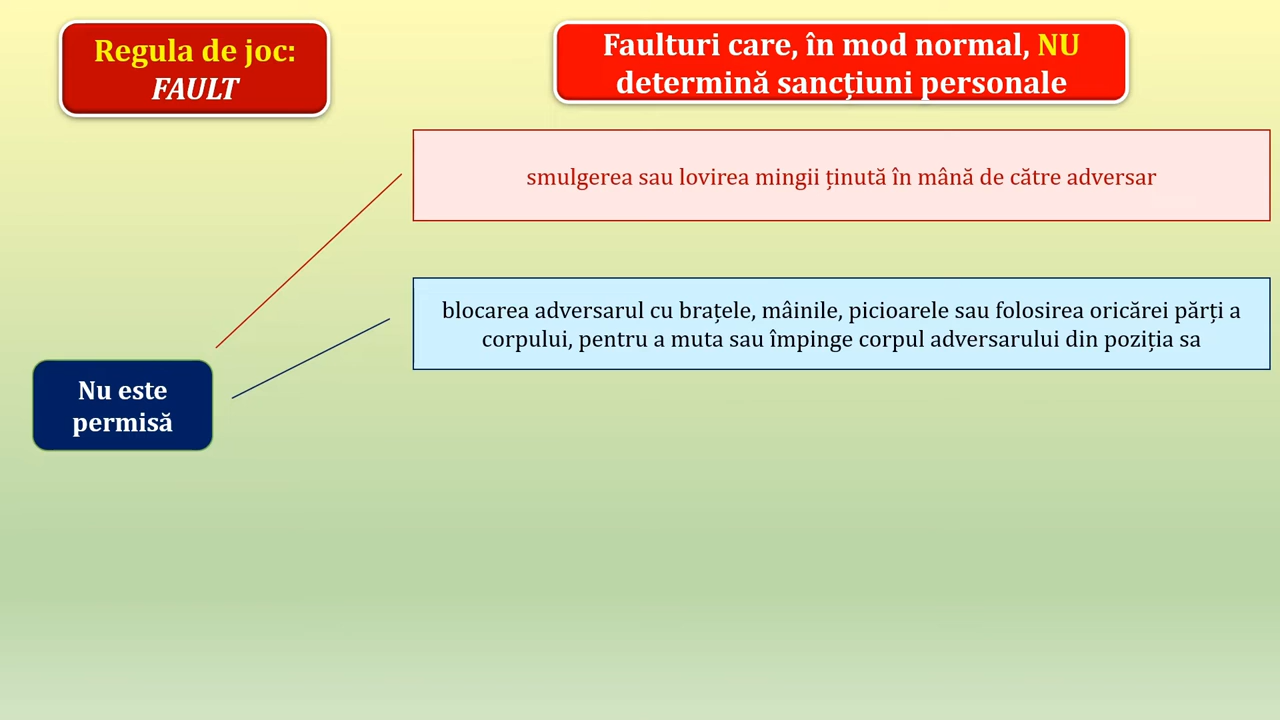 Regula de joc:
FAULT
Faulturi care, în mod normal, NU
determină sancțiuni personale
smulgerea sau lovirea mingii ținută în mână de către adversar
blocarea adversarul cu brațele, mâinile, picioarele sau folosirea oricărei părți a
corpului, pentru a muta sau împinge corpul adversarului din poziția sa
Nu este
permisă